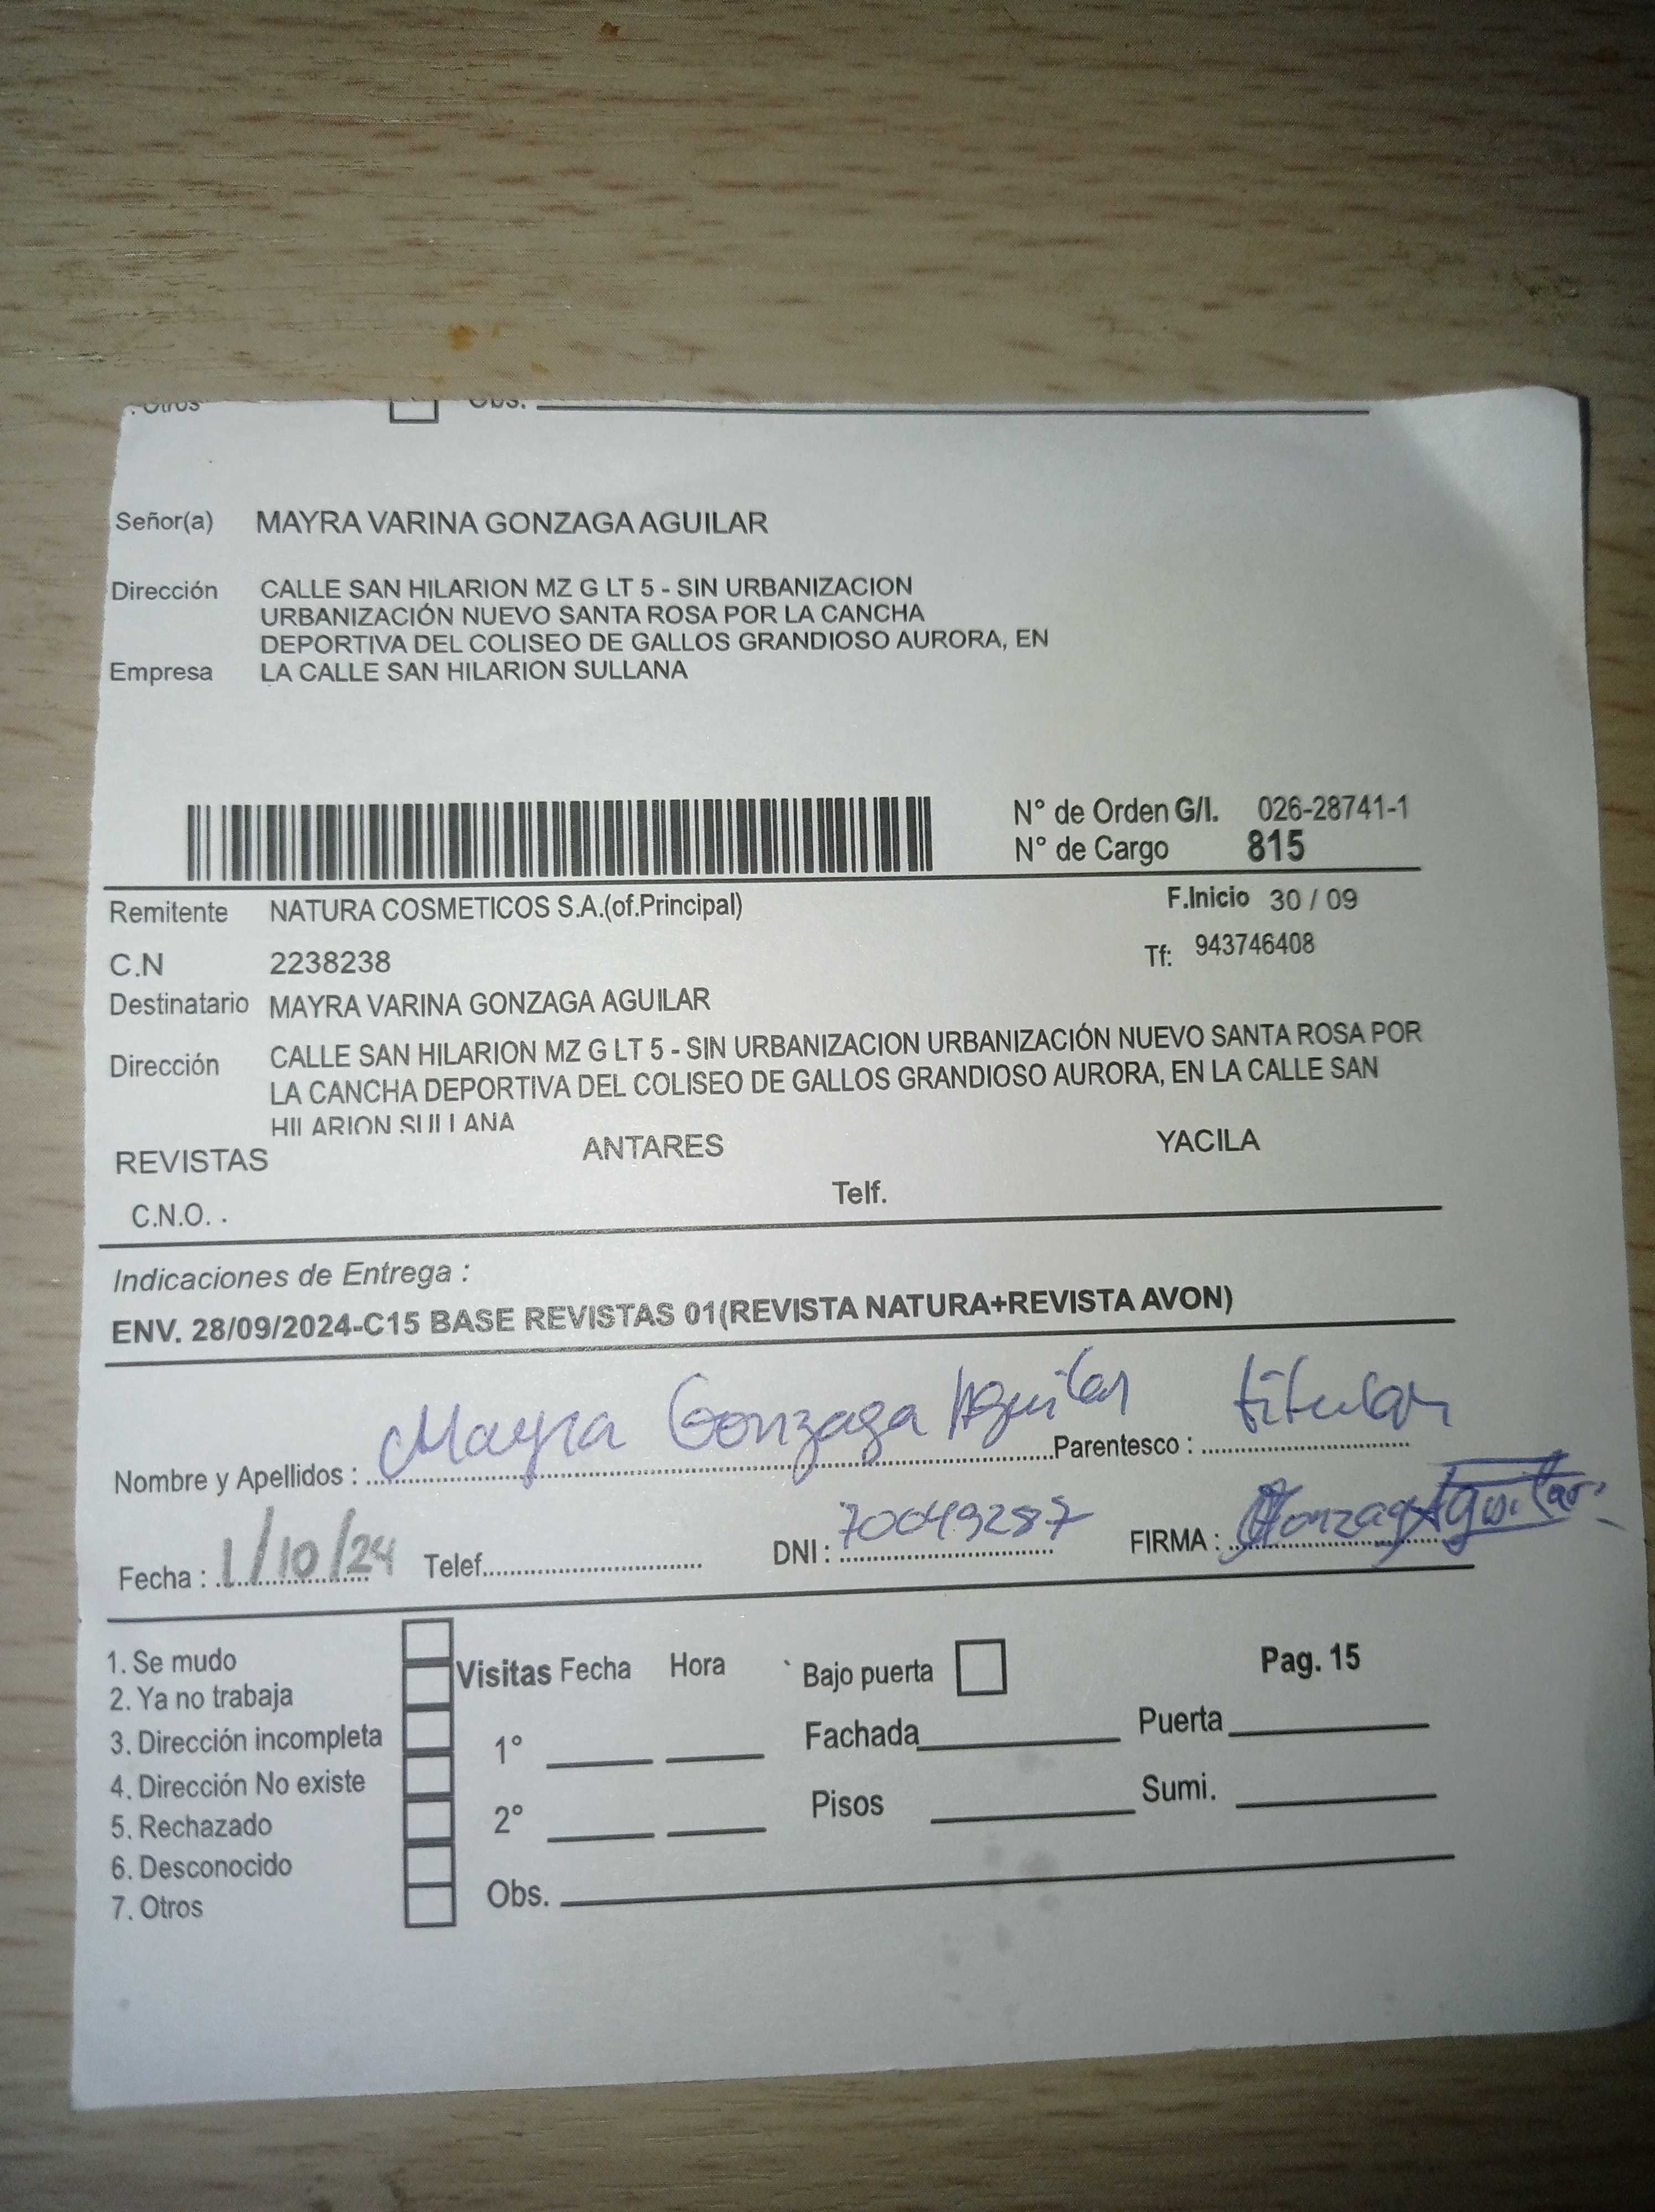 . Otros Obs.
Señor(a) MAYRA VARINA GONZAGA AGUILAR
Dirección CALLE SAN HILARION MZ G LT 5 - SIN URBANIZACION
URBANIZACIÓN NUEVO SANTA ROSA POR LA CANCHA
DEPORTIVA DEL COLISEO DE GALLOS GRANDIOSO AURORA, EN
Empresa LA CALLE SAN HILARION SULLANA
N° de Orden G/I. 026-28741-1
N° de Cargo 815
Remitente NATURA COSMETICOS S.A.(of.Principal) F.Inicio 30 / 09
C.N 2238238 Tf: 943746408
Destinatario MAYRA VARINA GONZAGA AGUILAR
Dirección CALLE SAN HILARION MZ G LT 5 - SIN URBANIZACION URBANIZACIÓN NUEVO SANTA ROSA POR
LA CANCHA DEPORTIVA DEL COLISEO DE GALLOS GRANDIOSO AURORA, EN LA CALLE SAN
HILARION SULLANA
REVISTAS ANTARES YACILA
C.N.O. . Telf.
Indicaciones de Entrega :
ENV. 28/09/2024-C15 BASE REVISTAS 01(REVISTA NATURA+REVISTA AVON)
Nombre y Apellidos : Mayra Gonzaga Aguilar Parentesco : titular
Fecha : 1/10/24 Telef. DNI : 70049287 FIRMA : Gonzaga Aguilar
1. Se mudo
2. Ya no trabaja
3. Dirección incompleta
4. Dirección No existe
5. Rechazado
6. Desconocido
7. Otros
Visitas Fecha Hora Bajo puerta Pag. 15
1° Fachada Puerta
2° Pisos Sumi.
Obs.